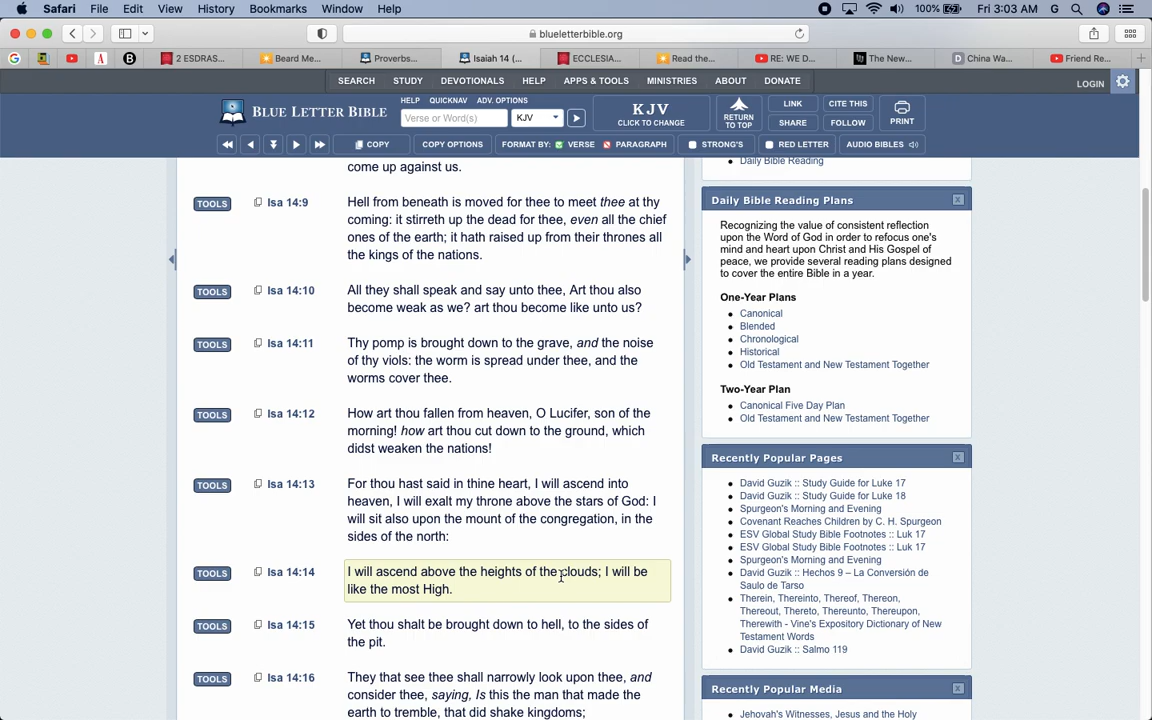 Safari File Edit View History Bookmarks Window Help 100% Fri 3:03 AM G
blueletterbible.org
A B 2 ESDRAS... Beard Me... Proverbs... Isaiah 14 (... ECCLESIA... Read the... RE: WE D... The New... China Wa... Friend Re...
SEARCH STUDY DEVOTIONALS HELP APPS & TOOLS MINISTRIES ABOUT DONATE LOGIN
BLUE LETTER BIBLE
HELP QUICKNAV ADV. OPTIONS
Verse or Word(s) KJV
KJV
CLICK TO CHANGE
RETURN
TO TOP
LINK CITE THIS
SHARE FOLLOW
PRINT
COPY COPY OPTIONS FORMAT BY: VERSE PARAGRAPH STRONG'S RED LETTER AUDIO BIBLES
come up against us.
TOOLS Isa 14:9 Hell from beneath is moved for thee to meet thee at thy
coming: it stirreth up the dead for thee, even all the chief
ones of the earth; it hath raised up from their thrones all
the kings of the nations.
TOOLS Isa 14:10 All they shall speak and say unto thee, Art thou also
become weak as we? art thou become like unto us?
TOOLS Isa 14:11 Thy pomp is brought down to the grave, and the noise
of thy viols: the worm is spread under thee, and the
worms cover thee.
TOOLS Isa 14:12 How art thou fallen from heaven, O Lucifer, son of the
morning! how art thou cut down to the ground, which
didst weaken the nations!
TOOLS Isa 14:13 For thou hast said in thine heart, I will ascend into
heaven, I will exalt my throne above the stars of God: I
will sit also upon the mount of the congregation, in the
sides of the north:
TOOLS Isa 14:14 I will ascend above the heights of the clouds; I will be
like the most High.
TOOLS Isa 14:15 Yet thou shalt be brought down to hell, to the sides of
the pit.
TOOLS Isa 14:16 They that see thee shall narrowly look upon thee, and
consider thee, saying, Is this the man that made the
earth to tremble, that did shake kingdoms;
Daily Bible Reading
Daily Bible Reading Plans
Recognizing the value of consistent reflection
upon the Word of God in order to refocus one's
mind and heart upon Christ and His Gospel of
peace, we provide several reading plans designed
to cover the entire Bible in a year.
One-Year Plans
Canonical
Blended
Chronological
Historical
Old Testament and New Testament Together
Two-Year Plan
Canonical Five Day Plan
Old Testament and New Testament Together
Recently Popular Pages
David Guzik :: Study Guide for Luke 17
David Guzik :: Study Guide for Luke 18
Spurgeon's Morning and Evening
Covenant Reaches Children by C. H. Spurgeon
ESV Global Study Bible Footnotes :: Luk 17
ESV Global Study Bible Footnotes :: Luk 17
Spurgeon's Morning and Evening
David Guzik :: Hechos 9 – La Conversión de
Saulo de Tarso
Therein, Thereinto, Thereof, Thereon,
Thereout, Thereto, Thereunto, Thereupon,
Therewith - Vine's Expository Dictionary of New
Testament Words
David Guzik :: Salmo 119
Recently Popular Media
Jehovah's Witnesses, Jesus and the Holy